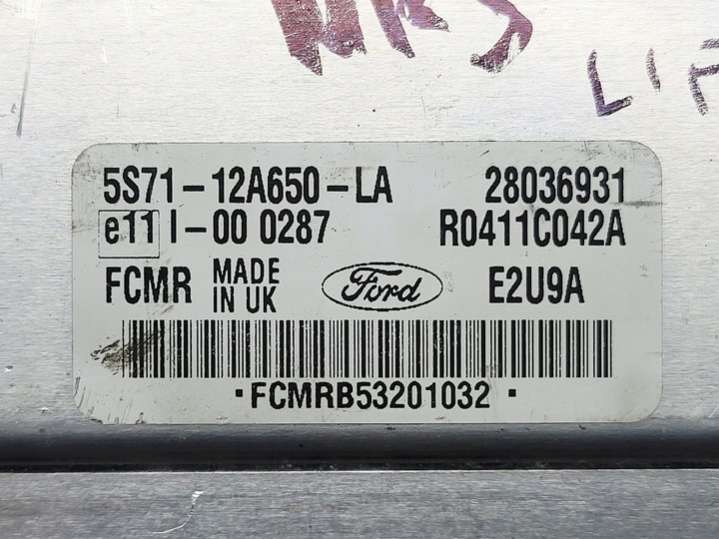 5S71-12A650-LA 28036931
e11 I-00 0287 R0411C042A
FCMR MADE IN UK Ford E2U9A
·FCMRB53201032·